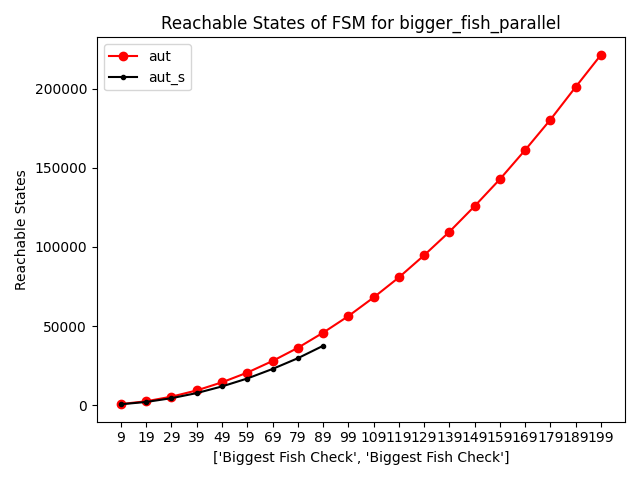 Reachable States of FSM for bigger_fish_parallel
aut
aut_s
200000
150000
100000
50000
0
Reachable States
9 19 29 39 49 59 69 79 89 99 109 119 129 139 149 159 169 179 189 199
['Biggest Fish Check', 'Biggest Fish Check']